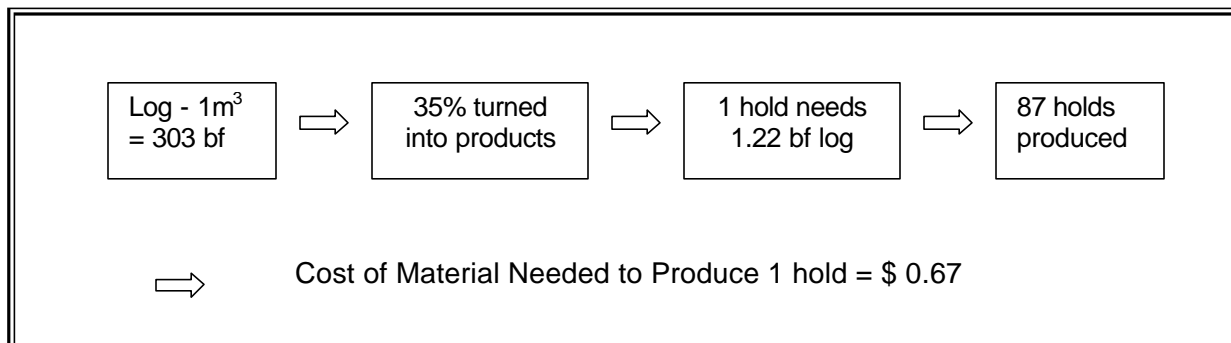 Log - 1m³
= 303 bf
35% turned
into products
1 hold needs
1.22 bf log
87 holds
produced
Cost of Material Needed to Produce 1 hold = $ 0.67